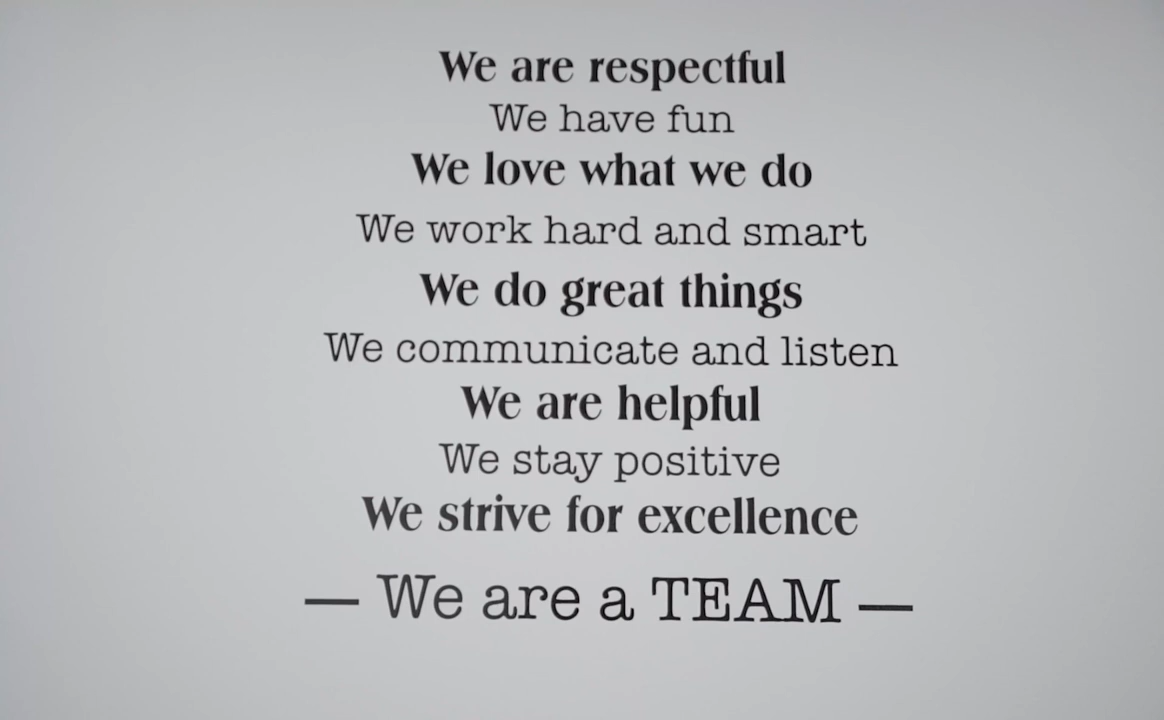 We are respectful
We have fun
We love what we do
We work hard and smart
We do great things
We communicate and listen
We are helpful
We stay positive
We strive for excellence
— We are a TEAM —